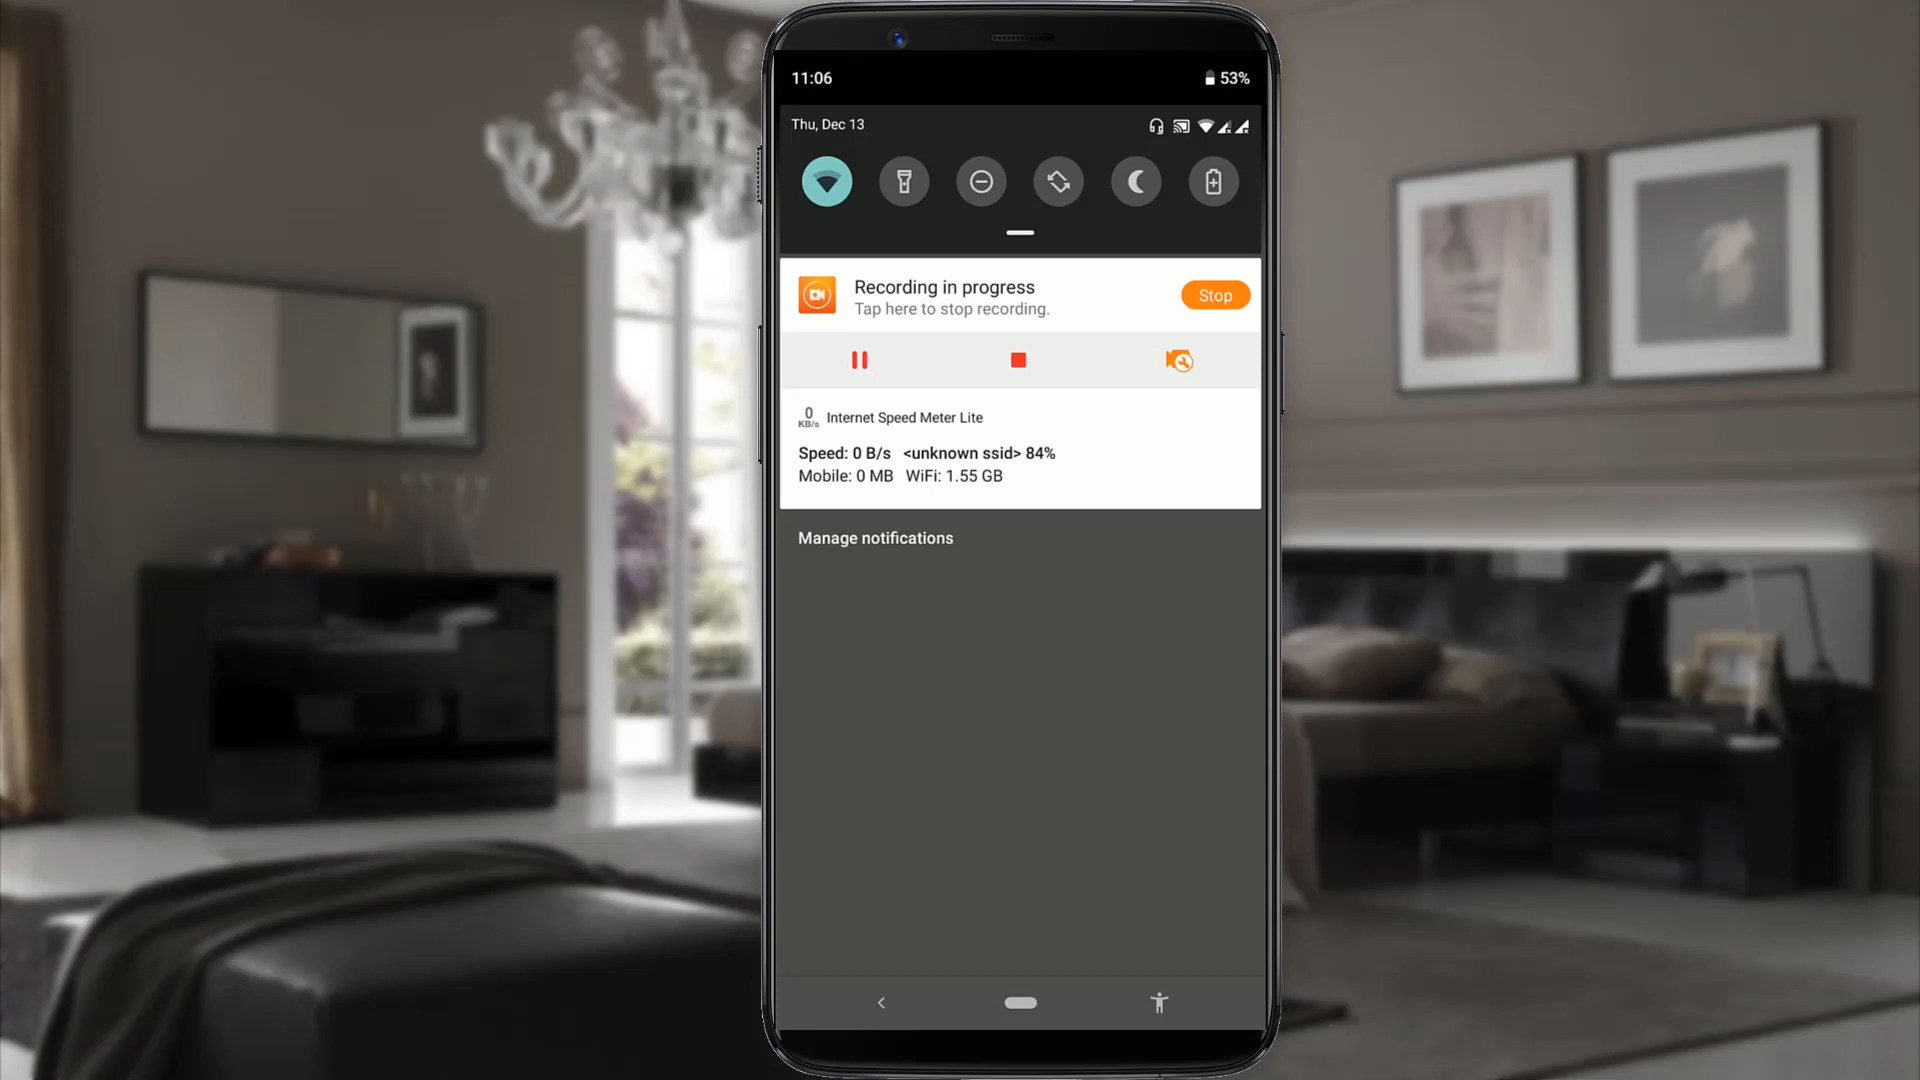 11:06
53%
Thu, Dec 13
Recording in progress
Tap here to stop recording.
Stop
0
KB/s
Internet Speed Meter Lite
Speed: 0 B/s <unknown ssid> 84%
Mobile: 0 MB WiFi: 1.55 GB
Manage notifications